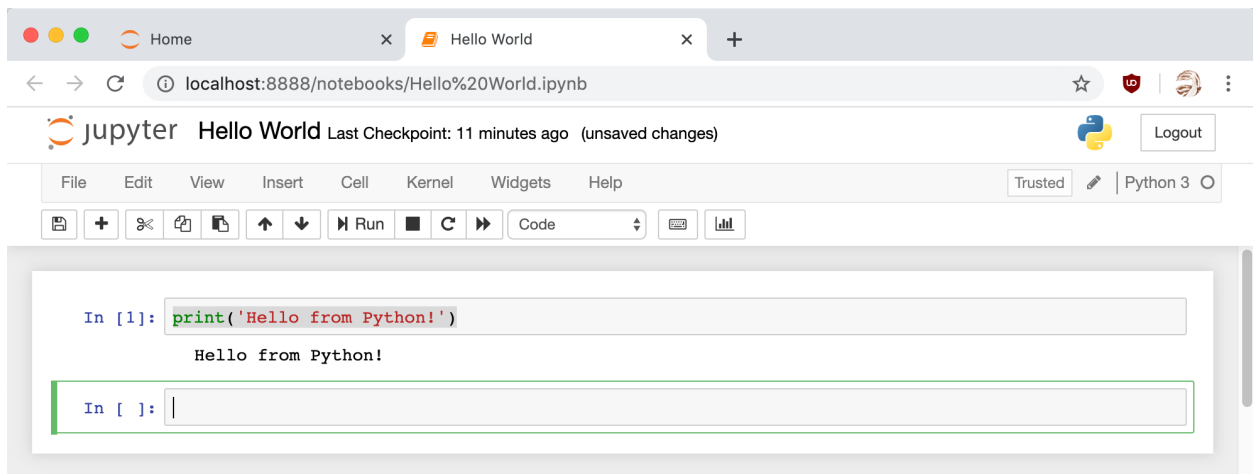 Home Hello World
localhost:8888/notebooks/Hello%20World.ipynb
jupyter Hello World Last Checkpoint: 11 minutes ago (unsaved changes) Logout
File Edit View Insert Cell Kernel Widgets Help Trusted Python 3
Run Code
In [1]: print('Hello from Python!')
Hello from Python!
In [ ]: